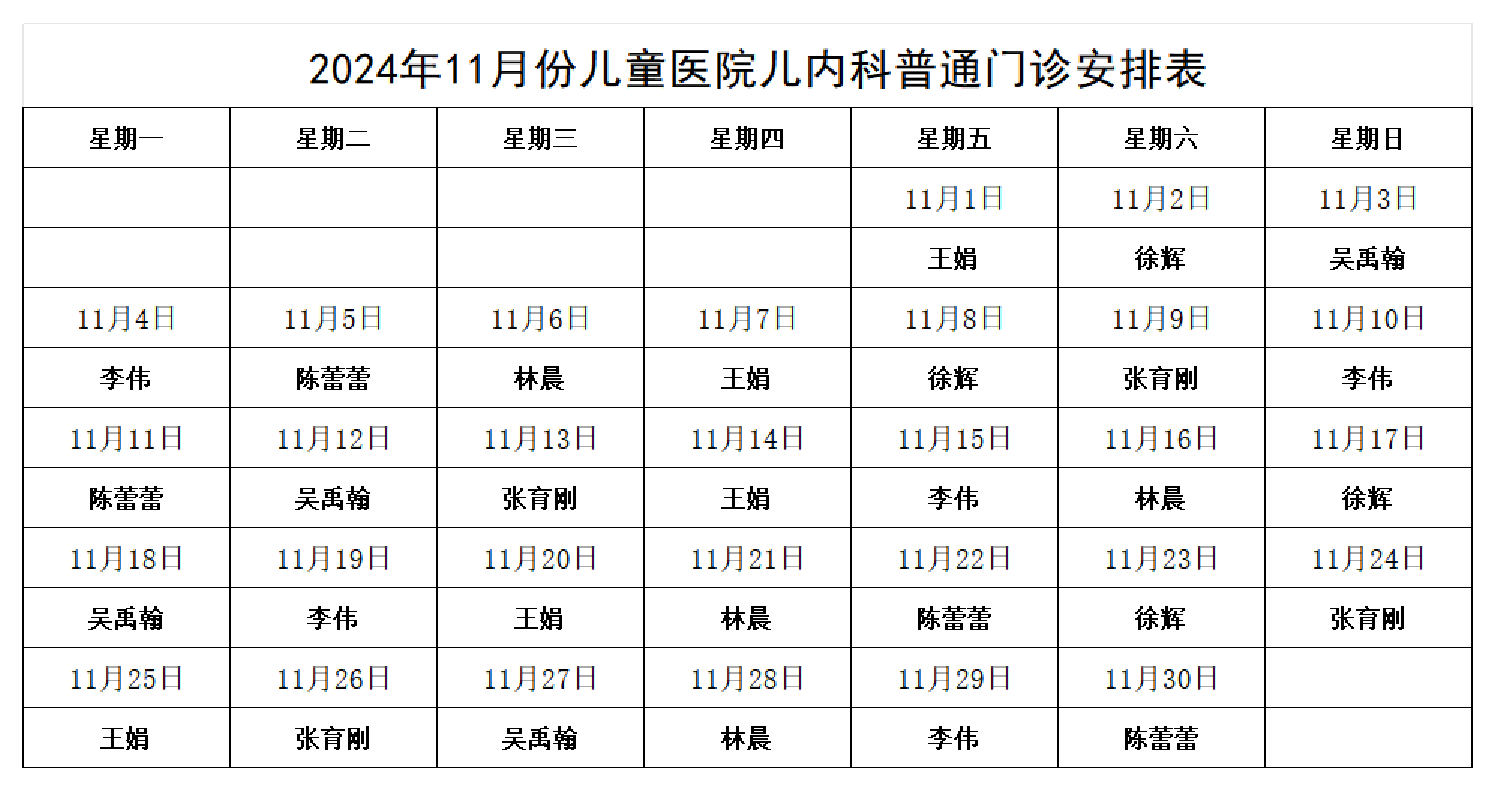 2024年11月份儿童医院儿内科普通门诊安排表
星期一 星期二 星期三 星期四 星期五 星期六 星期日
11月1日 11月2日 11月3日
王娟 徐辉 吴禹翰
11月4日 11月5日 11月6日 11月7日 11月8日 11月9日 11月10日
李伟 陈蕾蕾 林晨 王娟 徐辉 张育刚 李伟
11月11日 11月12日 11月13日 11月14日 11月15日 11月16日 11月17日
陈蕾蕾 吴禹翰 张育刚 王娟 李伟 林晨 徐辉
11月18日 11月19日 11月20日 11月21日 11月22日 11月23日 11月24日
吴禹翰 李伟 王娟 林晨 陈蕾蕾 徐辉 张育刚
11月25日 11月26日 11月27日 11月28日 11月29日 11月30日
王娟 张育刚 吴禹翰 林晨 李伟 陈蕾蕾